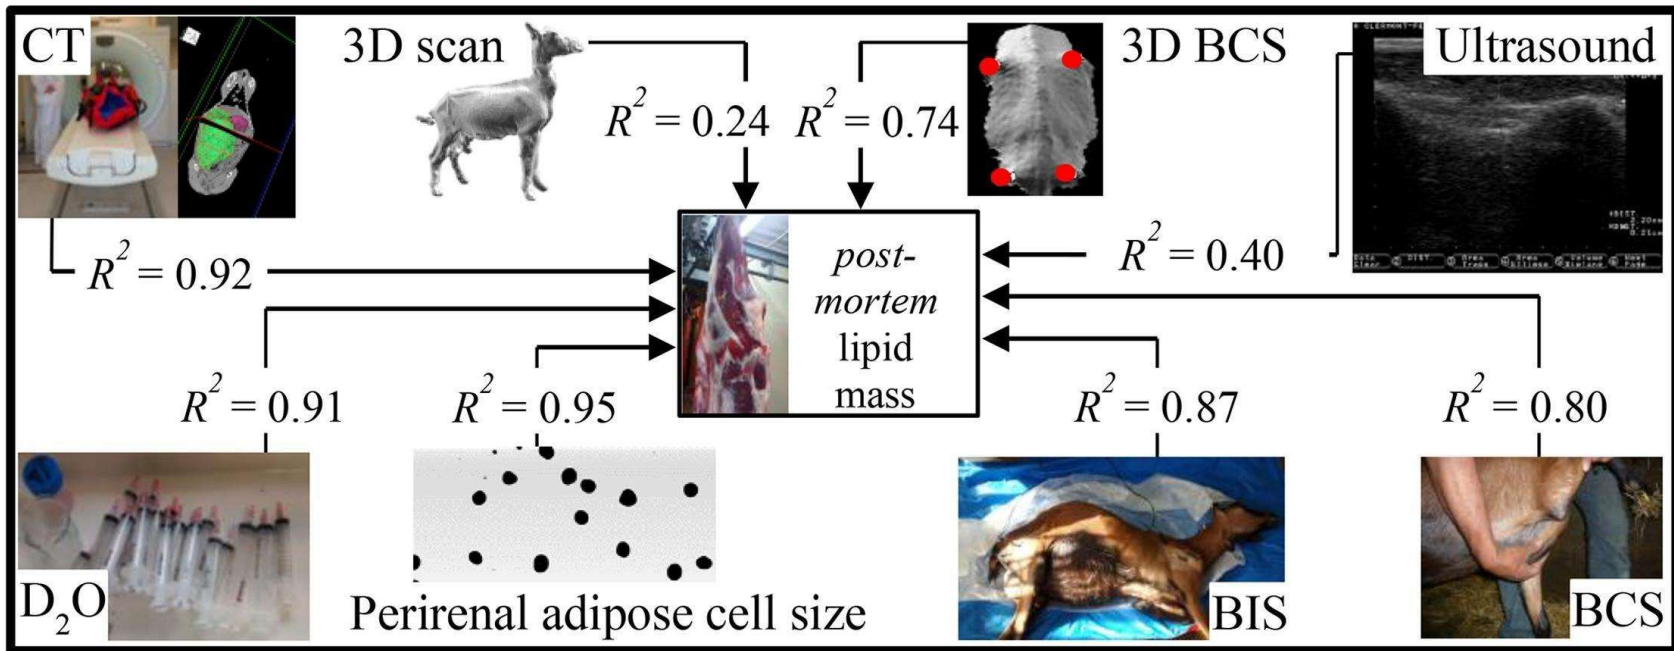 CT
3D scan
3D BCS
Ultrasound
R² = 0.24
R² = 0.74
R² = 0.92
post-
mortem
lipid
mass
R² = 0.40
R² = 0.91
R² = 0.95
R² = 0.87
R² = 0.80
D₂O
Perirenal adipose cell size
BIS
BCS